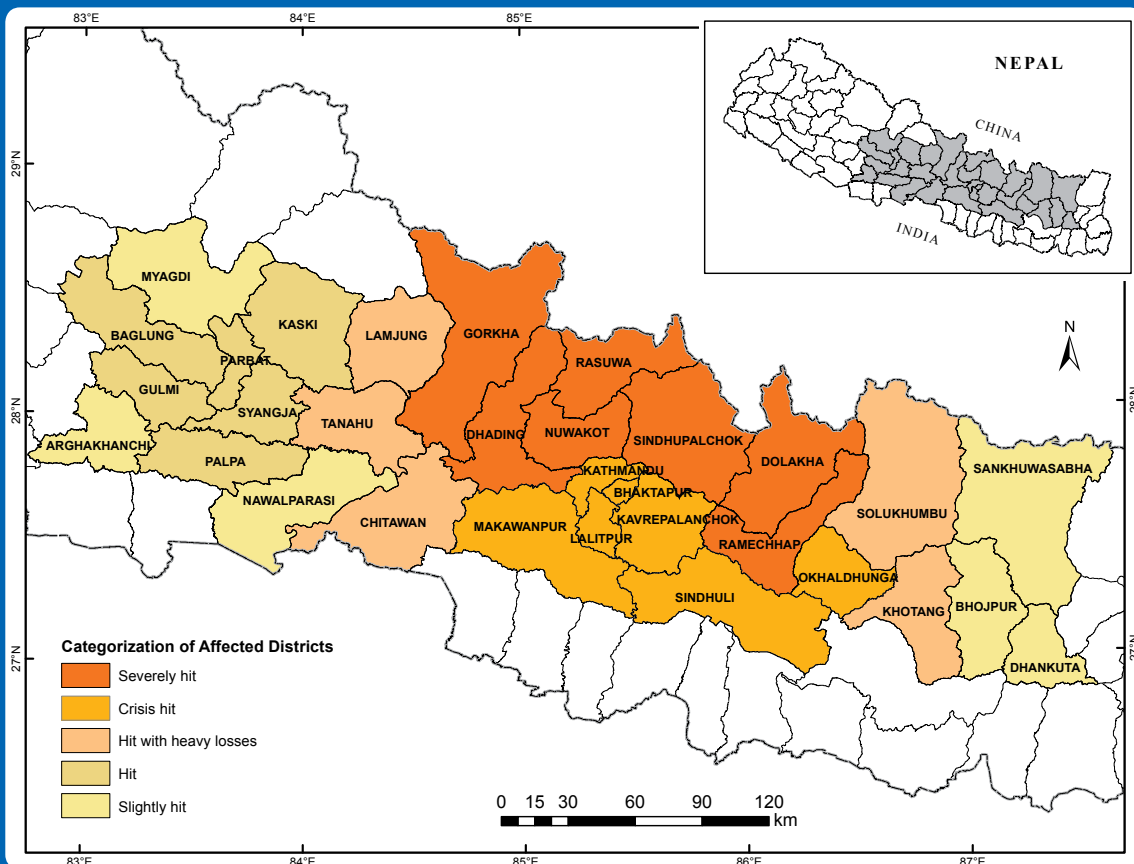 83°E
84°E
85°E
NEPAL
CHINA
INDIA
29°N
28°N
27°N
28°N
27°N
N
MYAGDI
BAGLUNG
PARBAT
KASKI
LAMJUNG
GORKHA
RASUWA
GULMI
SYANGJA
TANAHU
DHADING
NUWAKOT
SINDHUPALCHOK
DOLAKHA
ARGHAKHANCHI
PALPA
NAWALPARASI
CHITAWAN
KATHMANDU
BHAKTAPUR
MAKAWANPUR
LALITPUR
KAVREPALANCHOK
RAMECHHAP
SOLUKHUMBU
SANKHUWASABHA
OKHALDHUNGA
SINDHULI
KHOTANG
BHOJPUR
DHANKUTA
Categorization of Affected Districts
Severely hit
Crisis hit
Hit with heavy losses
Hit
Slightly hit
0 15 30 60 90 120
km
83°E
84°E
85°E
86°E
87°E